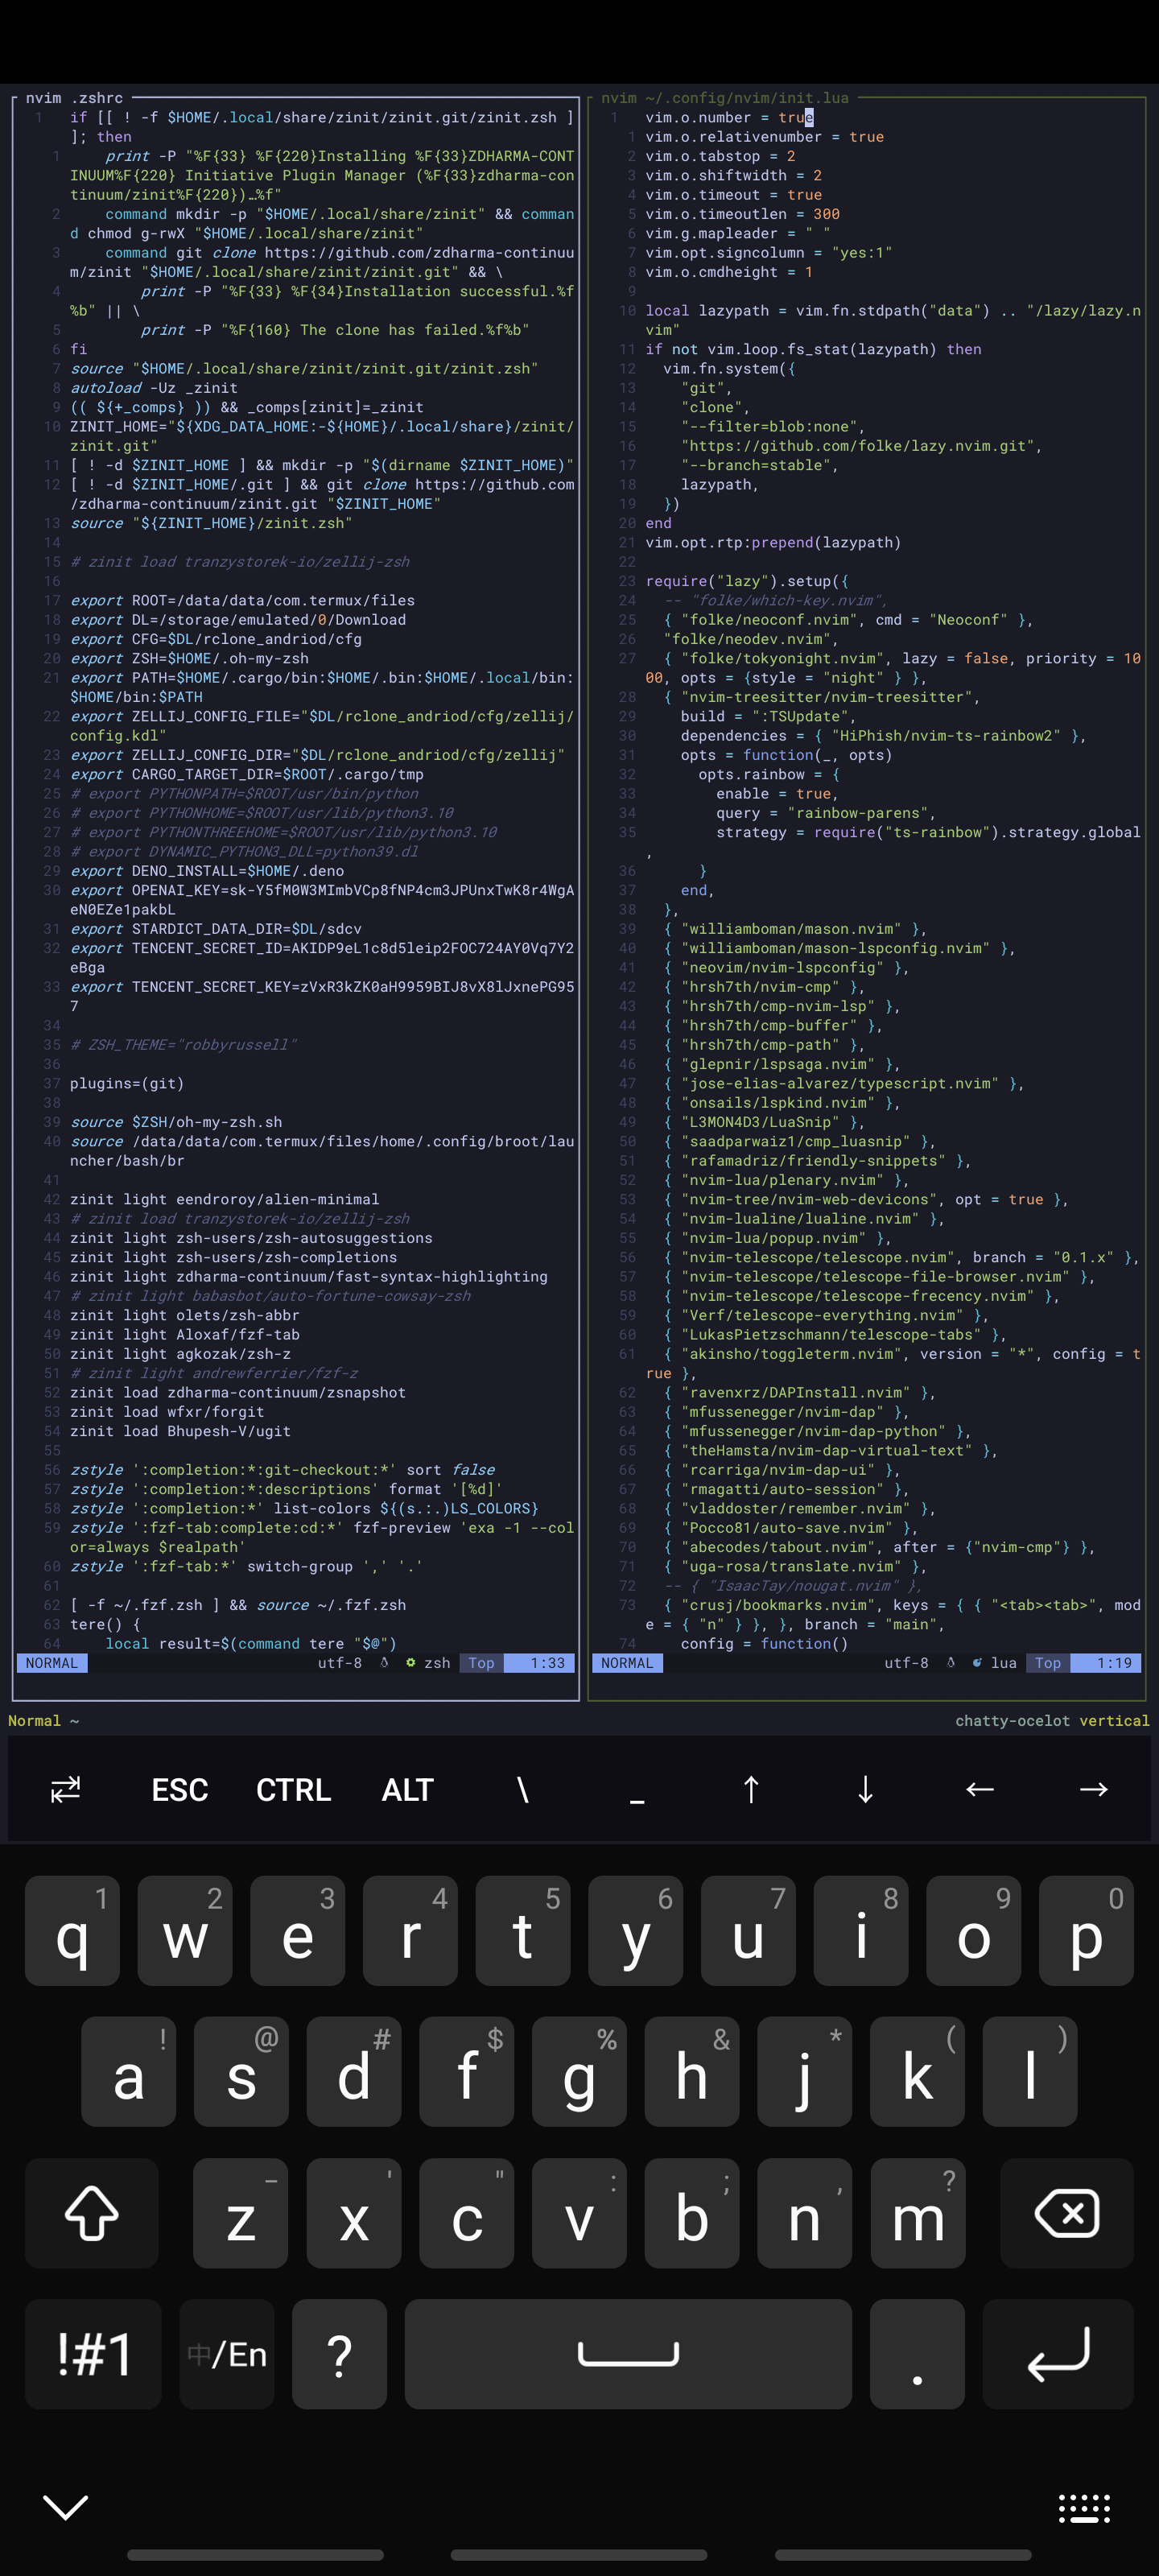 nvim .zshrc
1 if [[ ! -f $HOME/.local/share/zinit/zinit.git/zinit.zsh ]
]; then
1 print -P "%F{33} %F{220}Installing %F{33}ZDHARMA-CONT
INUUM%F{220} Initiative Plugin Manager (%F{33}zdharma-con
tinuum/zinit%F{220})…%f"
2 command mkdir -p "$HOME/.local/share/zinit" && comman
d chmod g-rwX "$HOME/.local/share/zinit"
3 command git clone https://github.com/zdharma-continuu
m/zinit "$HOME/.local/share/zinit/zinit.git" && \
4 print -P "%F{33} %F{34}Installation successful.%f
%b" || \
5 print -P "%F{160} The clone has failed.%f%b"
6 fi
7 source "$HOME/.local/share/zinit/zinit.git/zinit.zsh"
8 autoload -Uz _zinit
9 (( ${+_comps} )) && _comps[zinit]=_zinit
10 ZINIT_HOME="${XDG_DATA_HOME:-${HOME}/.local/share}/zinit/
zinit.git"
11 [ ! -d $ZINIT_HOME ] && mkdir -p "$(dirname $ZINIT_HOME)"
12 [ ! -d $ZINIT_HOME/.git ] && git clone https://github.com
/zdharma-continuum/zinit.git "$ZINIT_HOME"
13 source "${ZINIT_HOME}/zinit.zsh"
14
15 # zinit load tranzystorek-io/zellij-zsh
16
17 export ROOT=/data/data/com.termux/files
18 export DL=/storage/emulated/0/Download
19 export CFG=$DL/rclone_andriod/cfg
20 export ZSH=$HOME/.oh-my-zsh
21 export PATH=$HOME/.cargo/bin:$HOME/.bin:$HOME/.local/bin:
$HOME/bin:$PATH
22 export ZELLIJ_CONFIG_FILE="$DL/rclone_andriod/cfg/zellij/
config.kdl"
23 export ZELLIJ_CONFIG_DIR="$DL/rclone_andriod/cfg/zellij"
24 export CARGO_TARGET_DIR=$ROOT/.cargo/tmp
25 # export PYTHONPATH=$ROOT/usr/bin/python
26 # export PYTHONHOME=$ROOT/usr/lib/python3.10
27 # export PYTHONTHREEHOME=$ROOT/usr/lib/python3.10
28 # export DYNAMIC_PYTHON3_DLL=python39.dl
29 export DENO_INSTALL=$HOME/.deno
30 export OPENAI_KEY=sk-Y5fM0W3MImbVCp8fNP4cm3JPUnxTwK8r4WgA
eN0EZe1pakbL
31 export STARDICT_DATA_DIR=$DL/sdcv
32 export TENCENT_SECRET_ID=AKIDP9eL1c8d5leip2FOC724AY0Vq7Y2
eBga
33 export TENCENT_SECRET_KEY=zVxR3kZK0aH9959BIJ8vX8lJxnePG95
7
34
35 # ZSH_THEME="robbyrussell"
36
37 plugins=(git)
38
39 source $ZSH/oh-my-zsh.sh
40 source /data/data/com.termux/files/home/.config/broot/lau
ncher/bash/br
41
42 zinit light eendroroy/alien-minimal
43 # zinit load tranzystorek-io/zellij-zsh
44 zinit light zsh-users/zsh-autosuggestions
45 zinit light zsh-users/zsh-completions
46 zinit light zdharma-continuum/fast-syntax-highlighting
47 # zinit light babasbot/auto-fortune-cowsay-zsh
48 zinit light olets/zsh-abbr
49 zinit light Aloxaf/fzf-tab
50 zinit light agkozak/zsh-z
51 # zinit light andrewferrier/fzf-z
52 zinit load zdharma-continuum/zsnapshot
53 zinit load wfxr/forgit
54 zinit load Bhupesh-V/ugit
55
56 zstyle ':completion:*:git-checkout:*' sort false
57 zstyle ':completion:*:descriptions' format '[%d]'
58 zstyle ':completion:*' list-colors ${(s.:.)LS_COLORS}
59 zstyle ':fzf-tab:complete:cd:*' fzf-preview 'exa -1 --col
or=always $realpath'
60 zstyle ':fzf-tab:*' switch-group ',' '.'
61
62 [ -f ~/.fzf.zsh ] && source ~/.fzf.zsh
63 tere() {
64 local result=$(command tere "$@")
NORMAL utf-8 zsh Top 1:33
nvim ~/.config/nvim/init.lua
1 vim.o.number = true
1 vim.o.relativenumber = true
2 vim.o.tabstop = 2
3 vim.o.shiftwidth = 2
4 vim.o.timeout = true
5 vim.o.timeoutlen = 300
6 vim.g.mapleader = " "
7 vim.opt.signcolumn = "yes:1"
8 vim.o.cmdheight = 1
9
10 local lazypath = vim.fn.stdpath("data") .. "/lazy/lazy.n
vim"
11 if not vim.loop.fs_stat(lazypath) then
12 vim.fn.system({
13 "git",
14 "clone",
15 "--filter=blob:none",
16 "https://github.com/folke/lazy.nvim.git",
17 "--branch=stable",
18 lazypath,
19 })
20 end
21 vim.opt.rtp:prepend(lazypath)
22
23 require("lazy").setup({
24 -- "folke/which-key.nvim",
25 { "folke/neoconf.nvim", cmd = "Neoconf" },
26 "folke/neodev.nvim",
27 { "folke/tokyonight.nvim", lazy = false, priority = 10
00, opts = {style = "night" } },
28 { "nvim-treesitter/nvim-treesitter",
29 build = ":TSUpdate",
30 dependencies = { "HiPhish/nvim-ts-rainbow2" },
31 opts = function(_, opts)
32 opts.rainbow = {
33 enable = true,
34 query = "rainbow-parens",
35 strategy = require("ts-rainbow").strategy.global
,
36 }
37 end,
38 },
39 { "williamboman/mason.nvim" },
40 { "williamboman/mason-lspconfig.nvim" },
41 { "neovim/nvim-lspconfig" },
42 { "hrsh7th/nvim-cmp" },
43 { "hrsh7th/cmp-nvim-lsp" },
44 { "hrsh7th/cmp-buffer" },
45 { "hrsh7th/cmp-path" },
46 { "glepnir/lspsaga.nvim" },
47 { "jose-elias-alvarez/typescript.nvim" },
48 { "onsails/lspkind.nvim" },
49 { "L3MON4D3/LuaSnip" },
50 { "saadparwaiz1/cmp_luasnip" },
51 { "rafamadriz/friendly-snippets" },
52 { "nvim-lua/plenary.nvim" },
53 { "nvim-tree/nvim-web-devicons", opt = true },
54 { "nvim-lualine/lualine.nvim" },
55 { "nvim-lua/popup.nvim" },
56 { "nvim-telescope/telescope.nvim", branch = "0.1.x" },
57 { "nvim-telescope/telescope-file-browser.nvim" },
58 { "nvim-telescope/telescope-frecency.nvim" },
59 { "Verf/telescope-everything.nvim" },
60 { "LukasPietzschmann/telescope-tabs" },
61 { "akinsho/toggleterm.nvim", version = "*", config = t
rue },
62 { "ravenxrz/DAPInstall.nvim" },
63 { "mfussenegger/nvim-dap" },
64 { "mfussenegger/nvim-dap-python" },
65 { "theHamsta/nvim-dap-virtual-text" },
66 { "rcarriga/nvim-dap-ui" },
67 { "rmagatti/auto-session" },
68 { "vladdoster/remember.nvim" },
69 { "Pocco81/auto-save.nvim" },
70 { "abecodes/tabout.nvim", after = {"nvim-cmp"} },
71 { "uga-rosa/translate.nvim" },
72 -- { "IsaacTay/nougat.nvim" },
73 { "crusj/bookmarks.nvim", keys = { { "<tab><tab>", mod
e = { "n" } }, }, branch = "main",
74 config = function()
NORMAL utf-8 lua Top 1:19
Normal ~ chatty-ocelot vertical
ESC CTRL ALT \ _ ↑ ↓ ← →
1 2 3 4 5 6 7 8 9 0
q w e r t y u i o p
! @ # $ % & * ( )
a s d f g h j k l
- ' " : ; , ?
z x c v b n m
!#1 中/En ? .